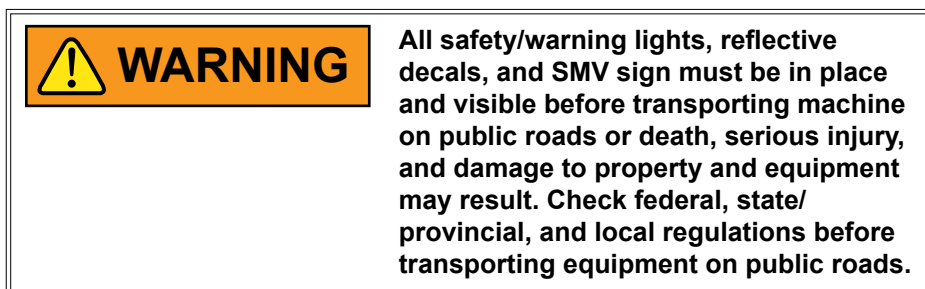 WARNING
All safety/warning lights, reflective
decals, and SMV sign must be in place
and visible before transporting machine
on public roads or death, serious injury,
and damage to property and equipment
may result. Check federal, state/
provincial, and local regulations before
transporting equipment on public roads.